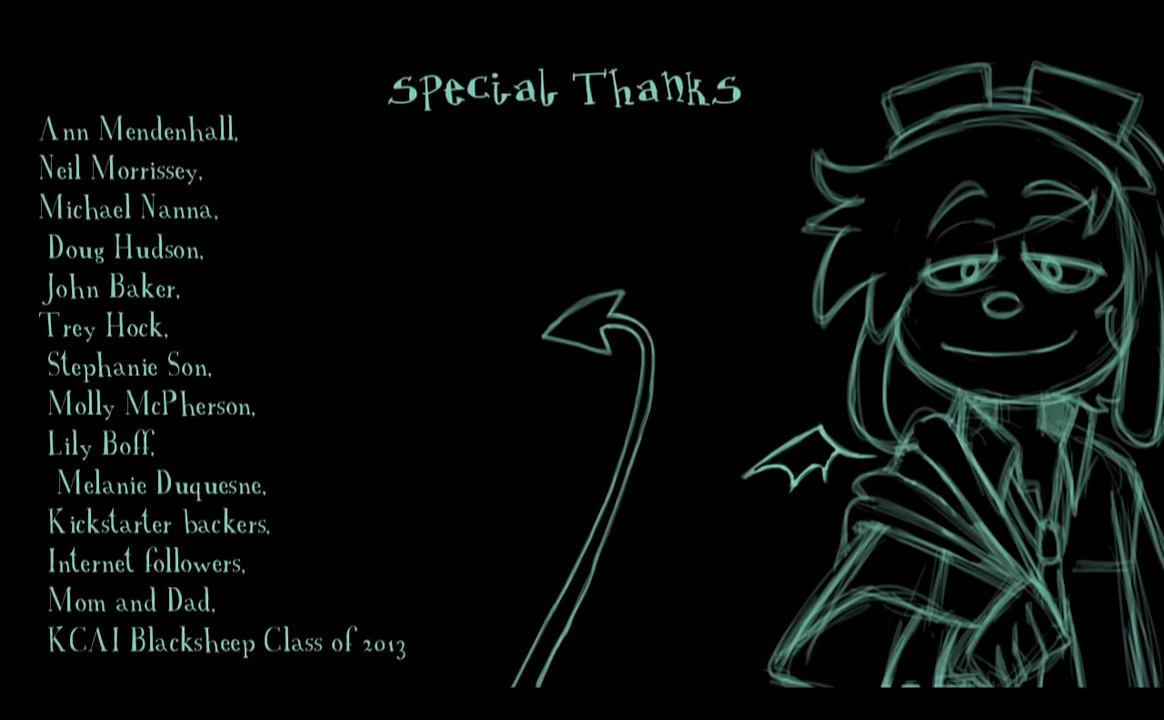 Special Thanks
Ann Mendenhall,
Neil Morrissey,
Michael Nanna,
Doug Hudson,
John Baker,
Trey Hock,
Stephanie Son,
Molly McPherson,
Lily Boff,
Melanie Duquesne,
Kickstarter backers,
Internet followers,
Mom and Dad,
KCAI Blacksheep Class of 2013